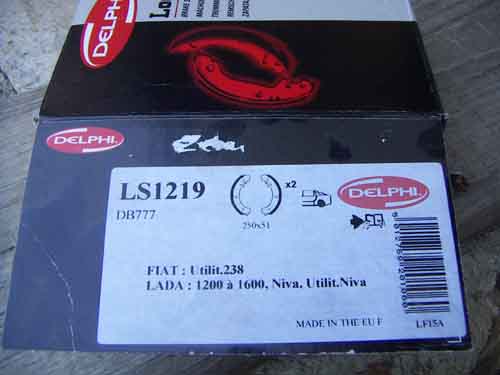 DELPHI
Lo
DELPHI
LS1219
x2
DELPHI
DB777
250x51
FIAT : Utilit.238
LADA : 1200 à 1600, Niva. Utilit.Niva
MADE IN THE EU F
LF15A